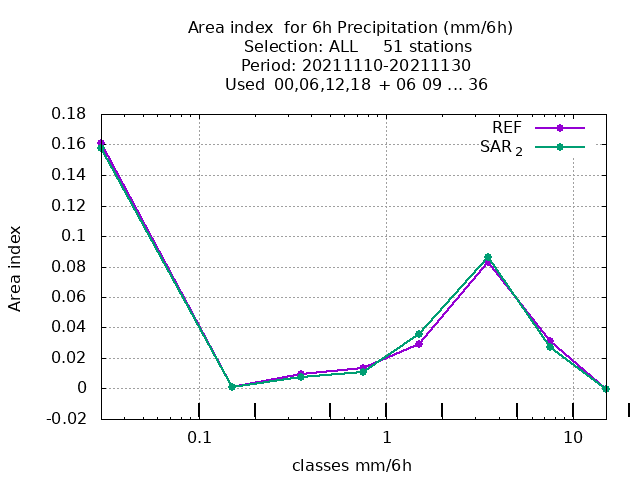 Area index  for 6h Precipitation (mm/6h)
Selection: ALL     51 stations
Period: 20211110-20211130
Used  00,06,12,18  + 06 09 ... 36
REF
SAR 2
0.18
0.16
0.14
0.12
0.1
0.08
0.06
0.04
0.02
0
-0.02
Area index
0.1 1 10
classes mm/6h